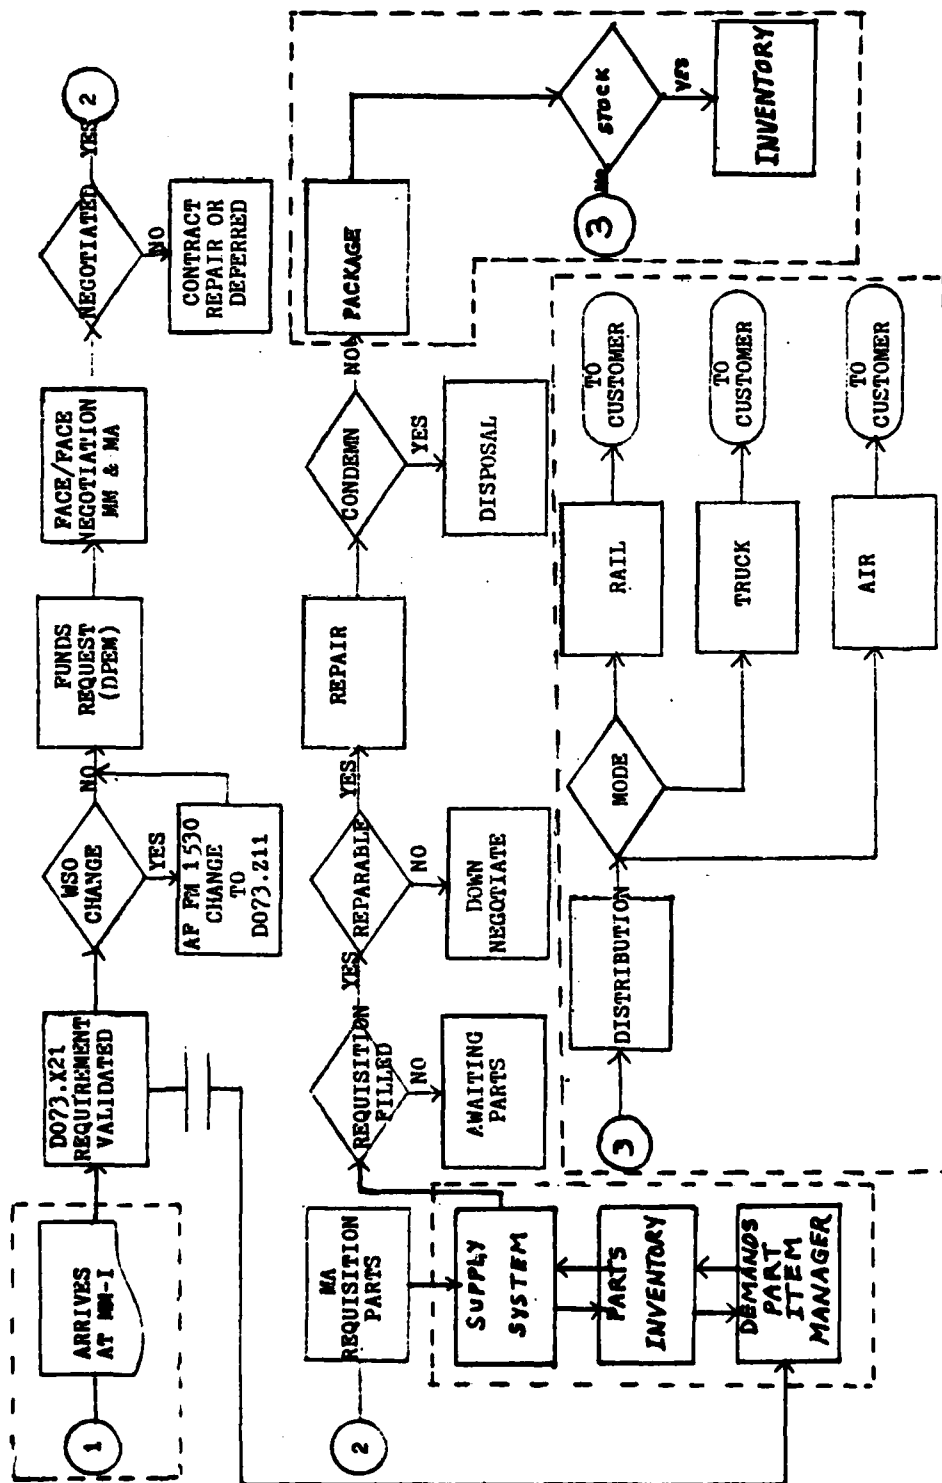 1
ARRIVES
AT MM-I
D073.X21
REQUIREMENT
VALIDATED
WSO
CHANGE
NO
YES
AF FM 1530
CHANGE
TO
D073.Z11
FUNDS
REQUEST
(DPEM)
FACE/FACE
NEGOTIATION
MM & MA
NEGOTIATED
YES
2
NO
CONTRACT
REPAIR OR
DEFERRED
2
MA
REQUISITION
PARTS
SUPPLY
SYSTEM
PARTS
INVENTORY
DEMANDS
PART
ITEM
MANAGER
REQUISITION
FILLED
YES
NO
AWAITING
PARTS
REPARABLE
YES
NO
DOWN
NEGOTIATE
REPAIR
CONDEMN
NO
YES
DISPOSAL
PACKAGE
STOCK
NO
3
YES
INVENTORY
3
DISTRIBUTION
MODE
RAIL
TO
CUSTOMER
TRUCK
TO
CUSTOMER
AIR
TO
CUSTOMER